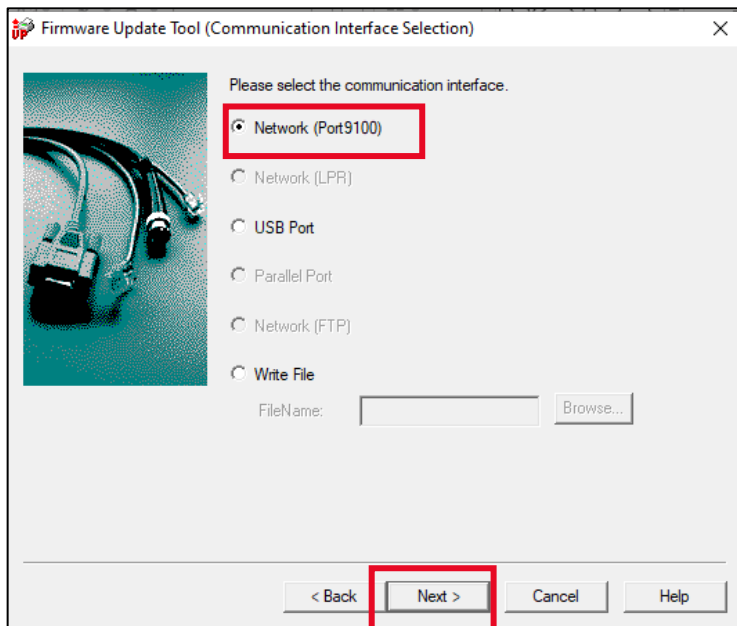 Firmware Update Tool (Communication Interface Selection)
Please select the communication interface.
Network (Port9100)
Network (LPR)
USB Port
Parallel Port
Network (FTP)
Write File
FileName:
Browse...
< Back
Next >
Cancel
Help
UP